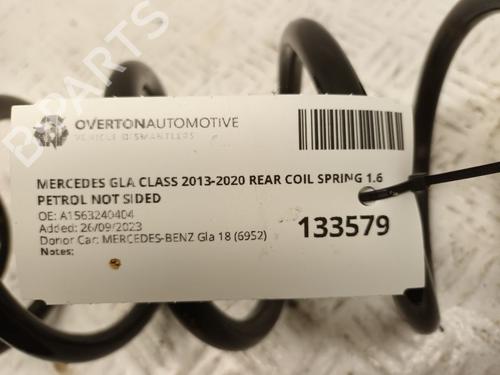 OVERTONAUTOMOTIVE
VEHICLE DISMANTLERS
MERCEDES GLA CLASS 2013-2020 REAR COIL SPRING 1.6
PETROL NOT SIDED
OE: A1563240404
Added: 26/09/2023
Donor Car: MERCEDES-BENZ Gla 18 (6952)
Notes:
133579
B-PARTS